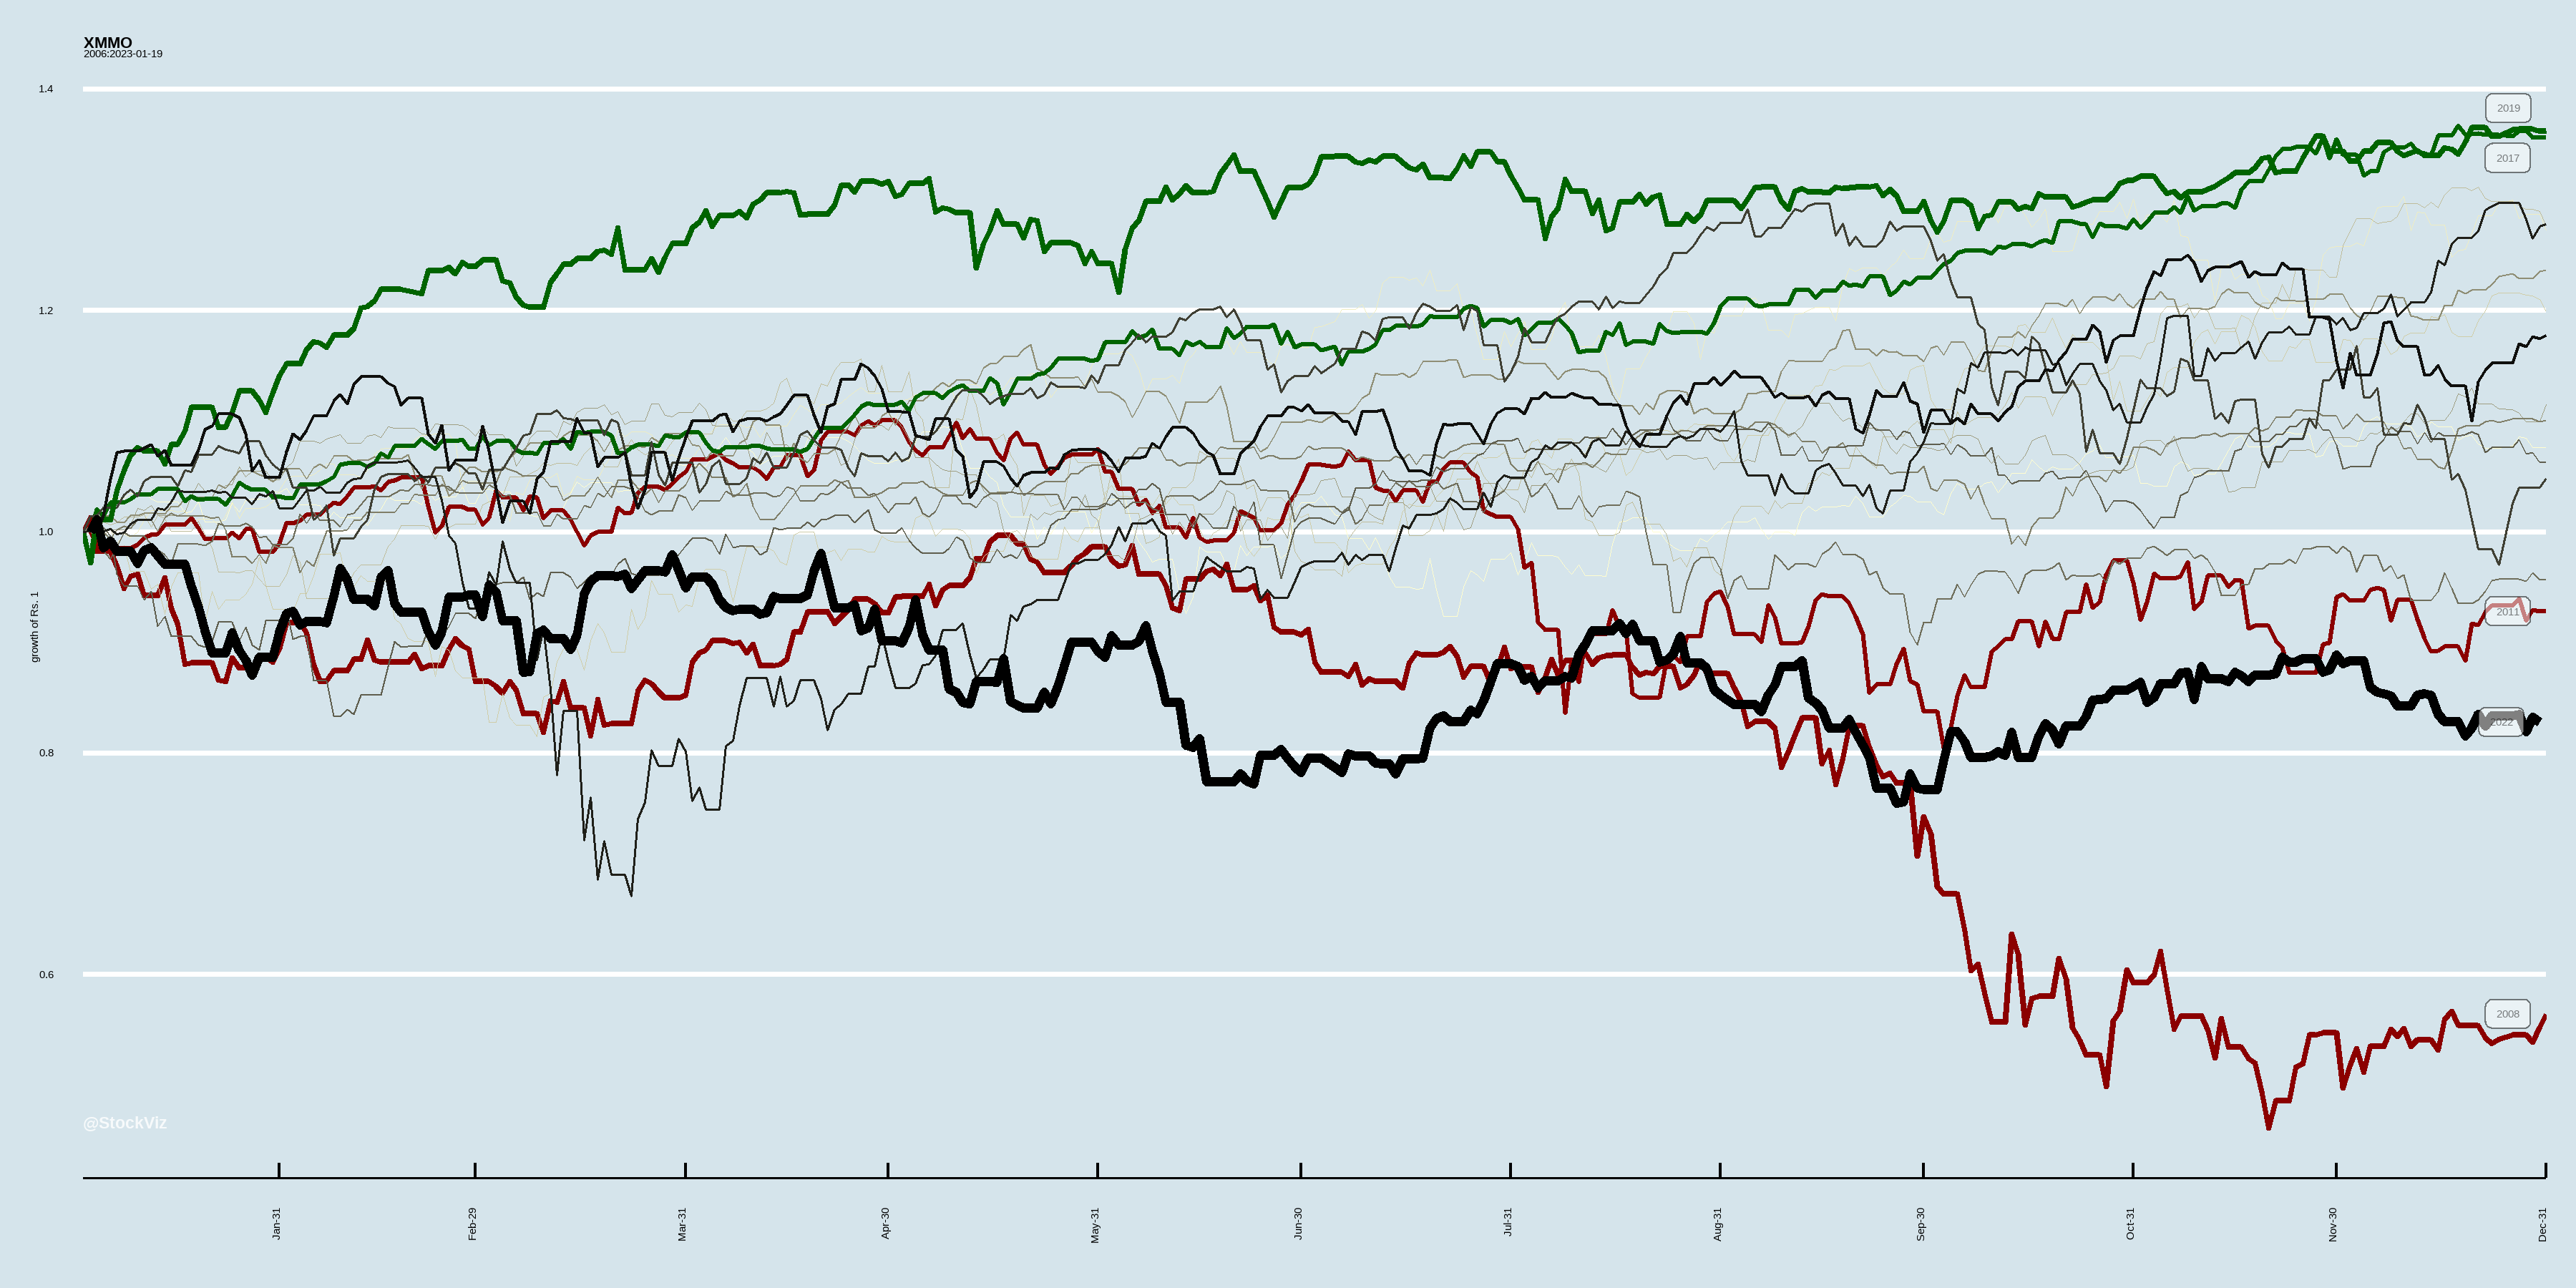 XMMO
2006:2023-01-19
growth of Rs. 1
1.4
1.2
1.0
0.8
0.6
2019
2017
2011
2022
2008
@StockViz
Jan-31
Feb-29
Mar-31
Apr-30
May-31
Jun-30
Jul-31
Aug-31
Sep-30
Oct-31
Nov-30
Dec-31